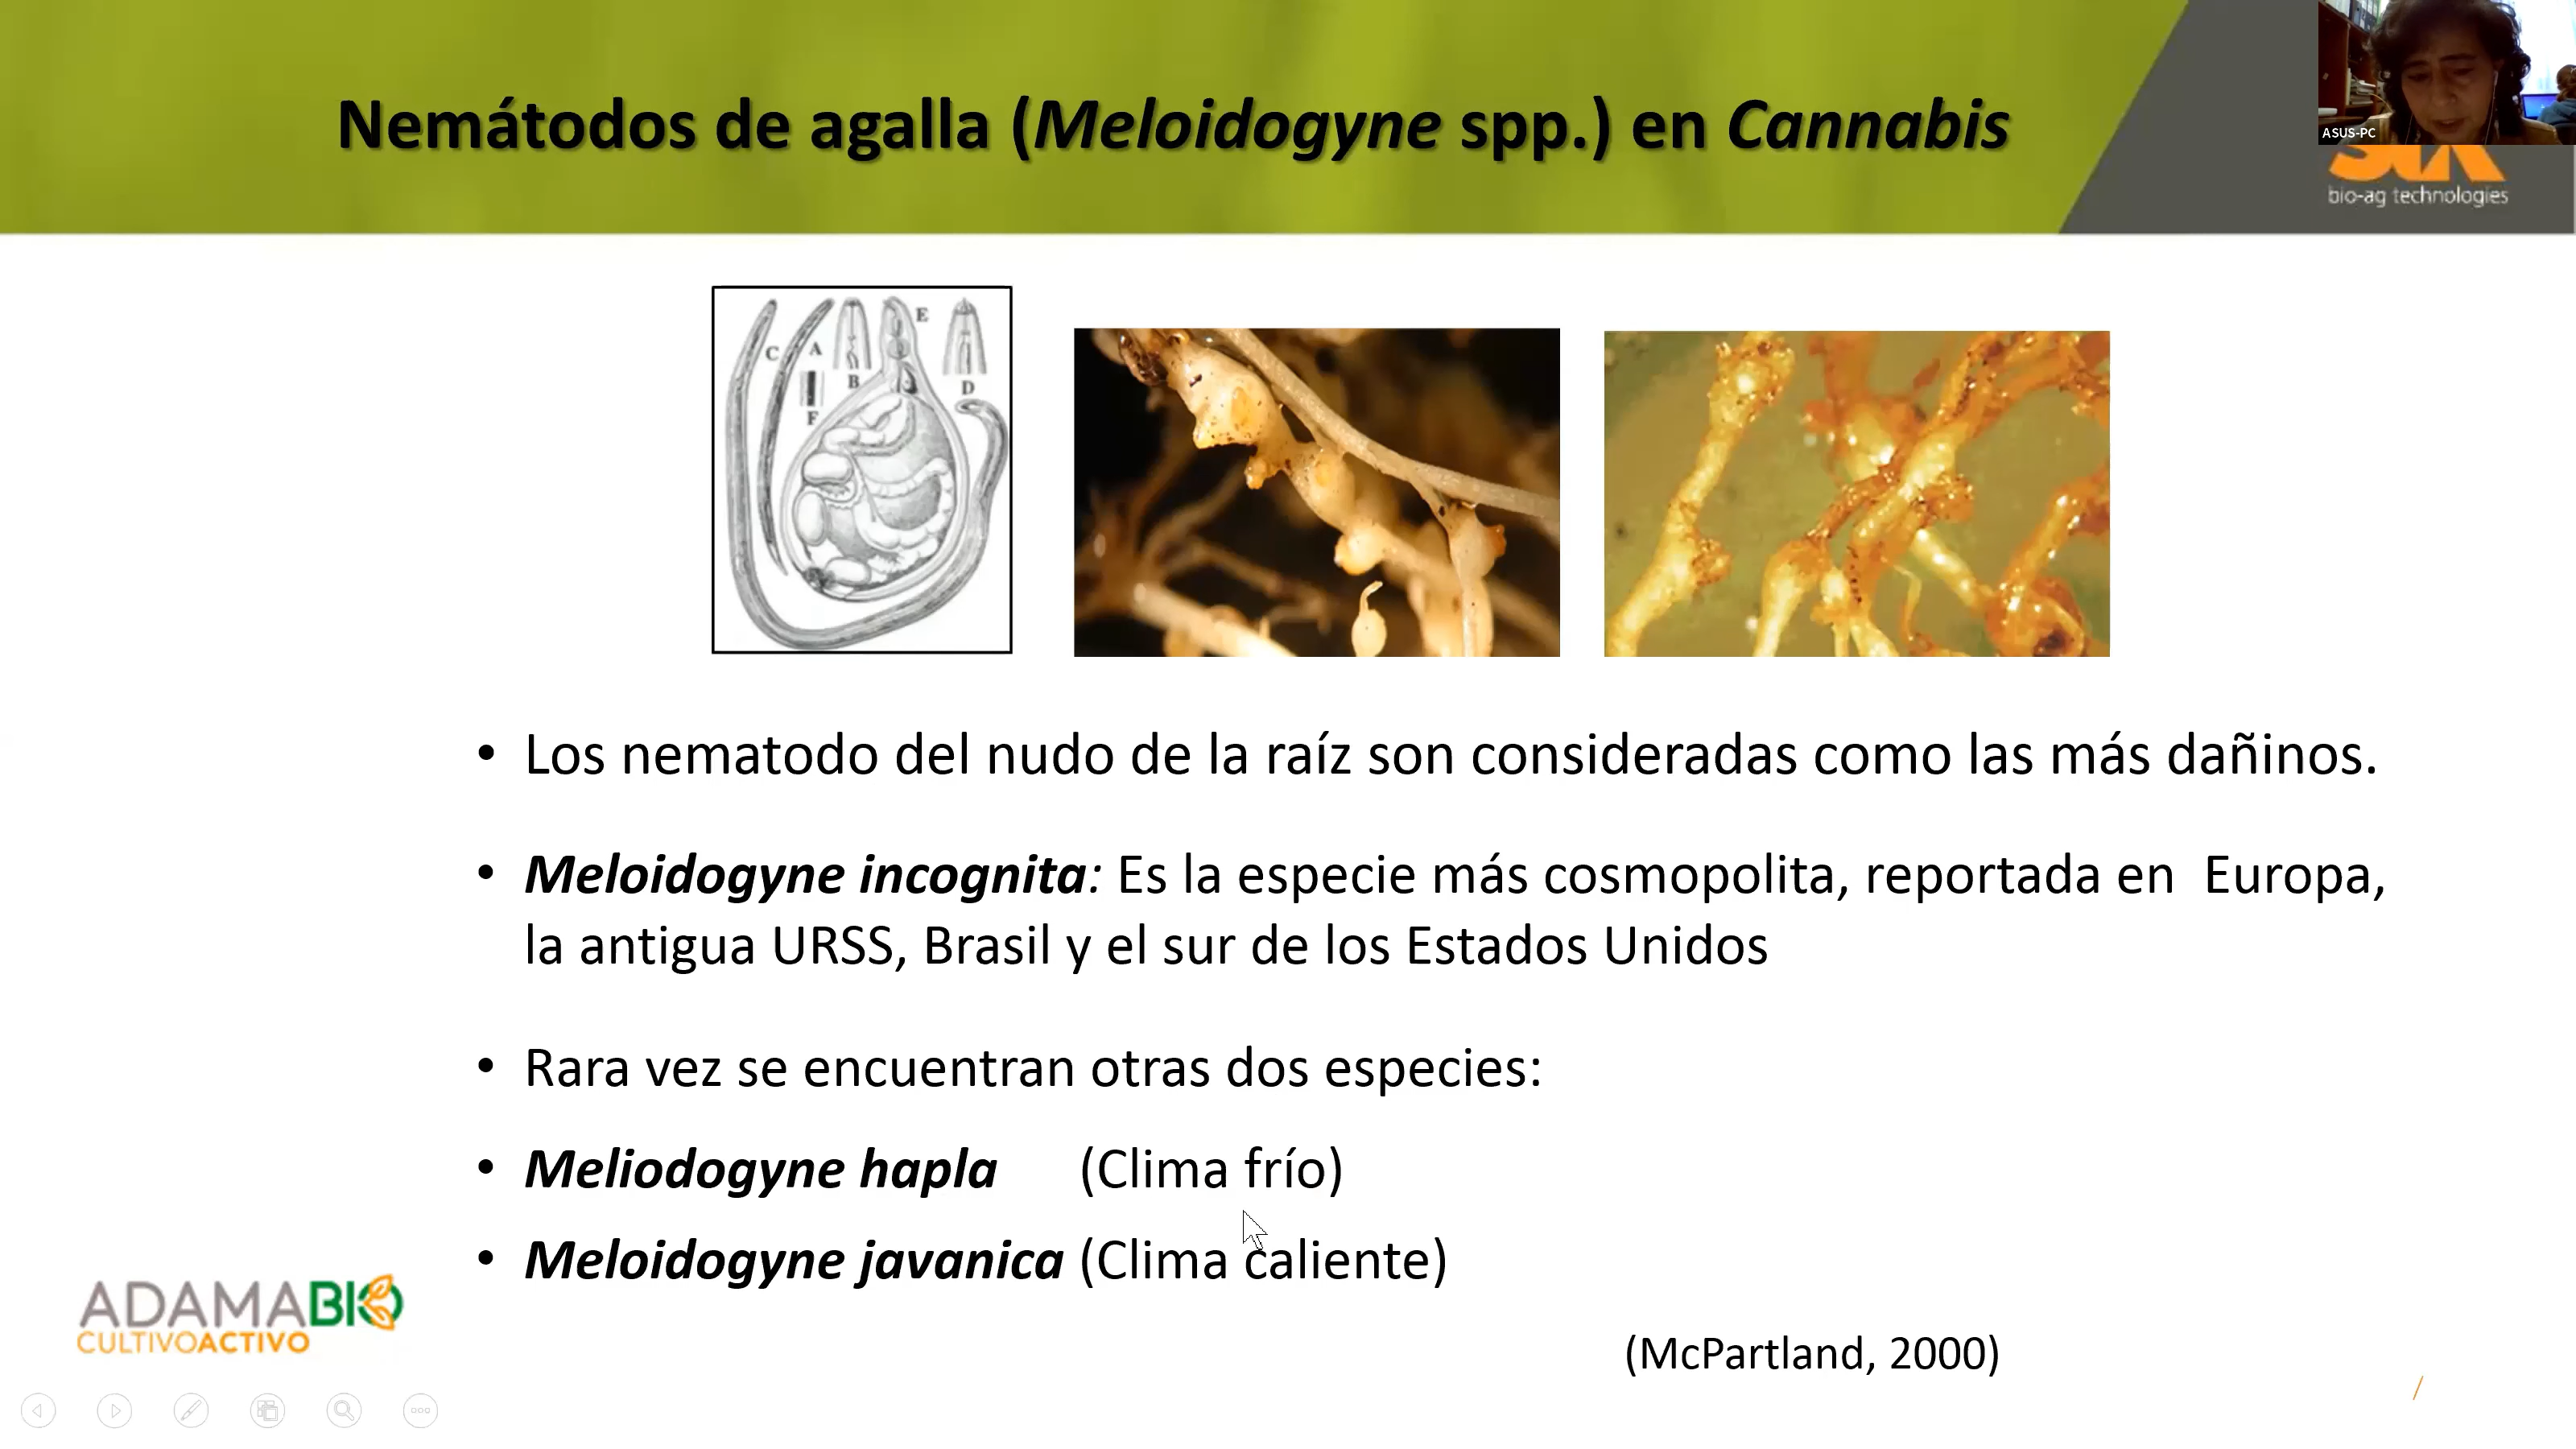 Nemátodos de agalla (Meloidogyne spp.) en Cannabis
ASUS-PC
bio-ag technologies
C
A
B
E
D
F
• Los nematodo del nudo de la raíz son consideradas como las más dañinos.
• Meloidogyne incognita: Es la especie más cosmopolita, reportada en Europa,
la antigua URSS, Brasil y el sur de los Estados Unidos
• Rara vez se encuentran otras dos especies:
• Meliodogyne hapla (Clima frío)
• Meloidogyne javanica (Clima caliente)
ADAMABIO
CULTIVOACTIVO
(McPartland, 2000)
/